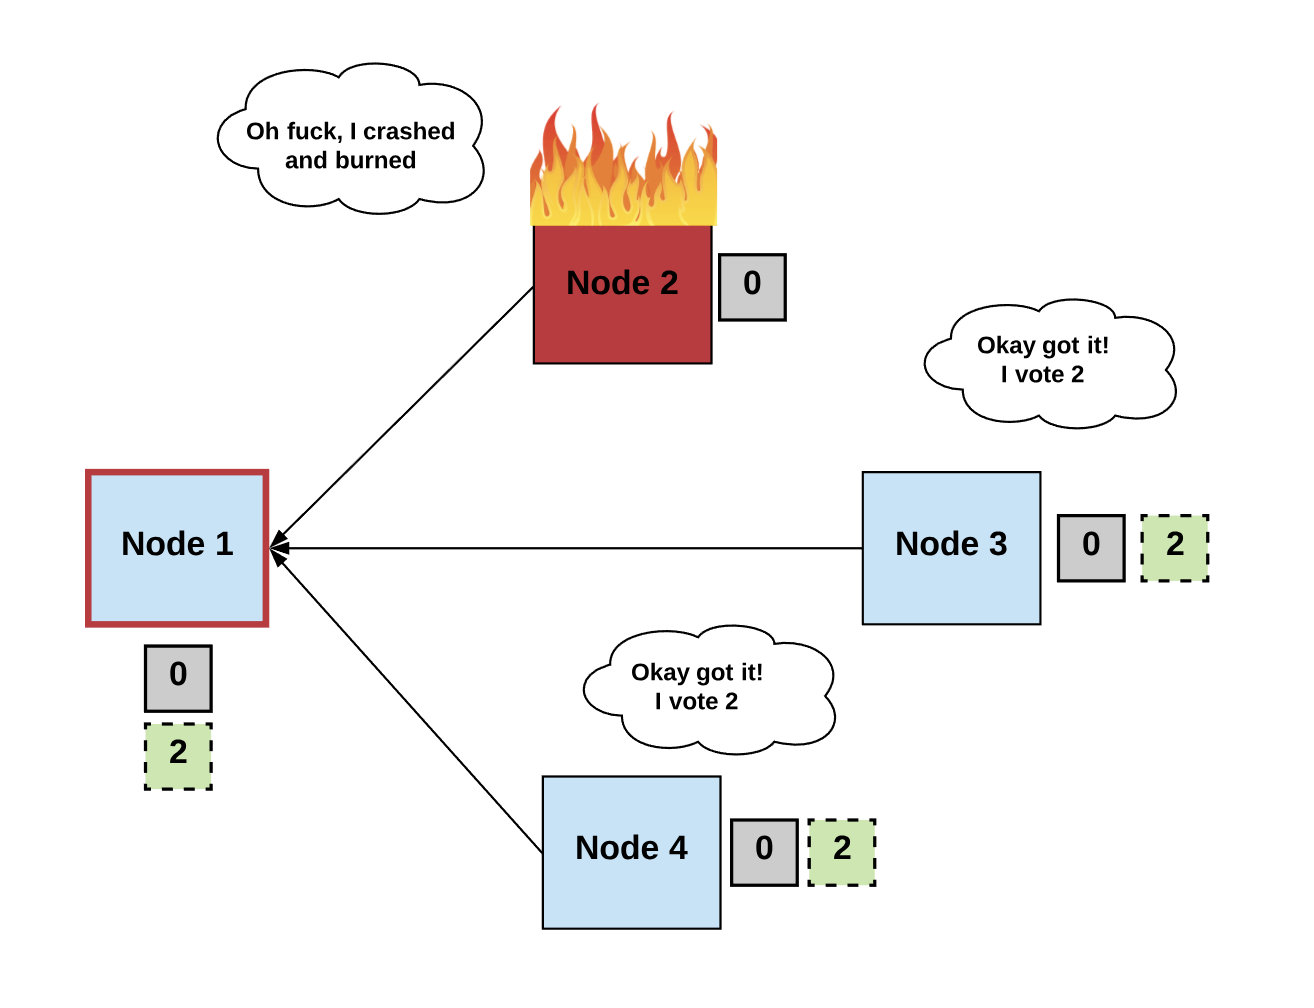 Oh fuck, I crashed
and burned
Node 2
0
Okay got it!
I vote 2
Node 1
Node 3
0
2
0
2
Okay got it!
I vote 2
Node 4
0
2